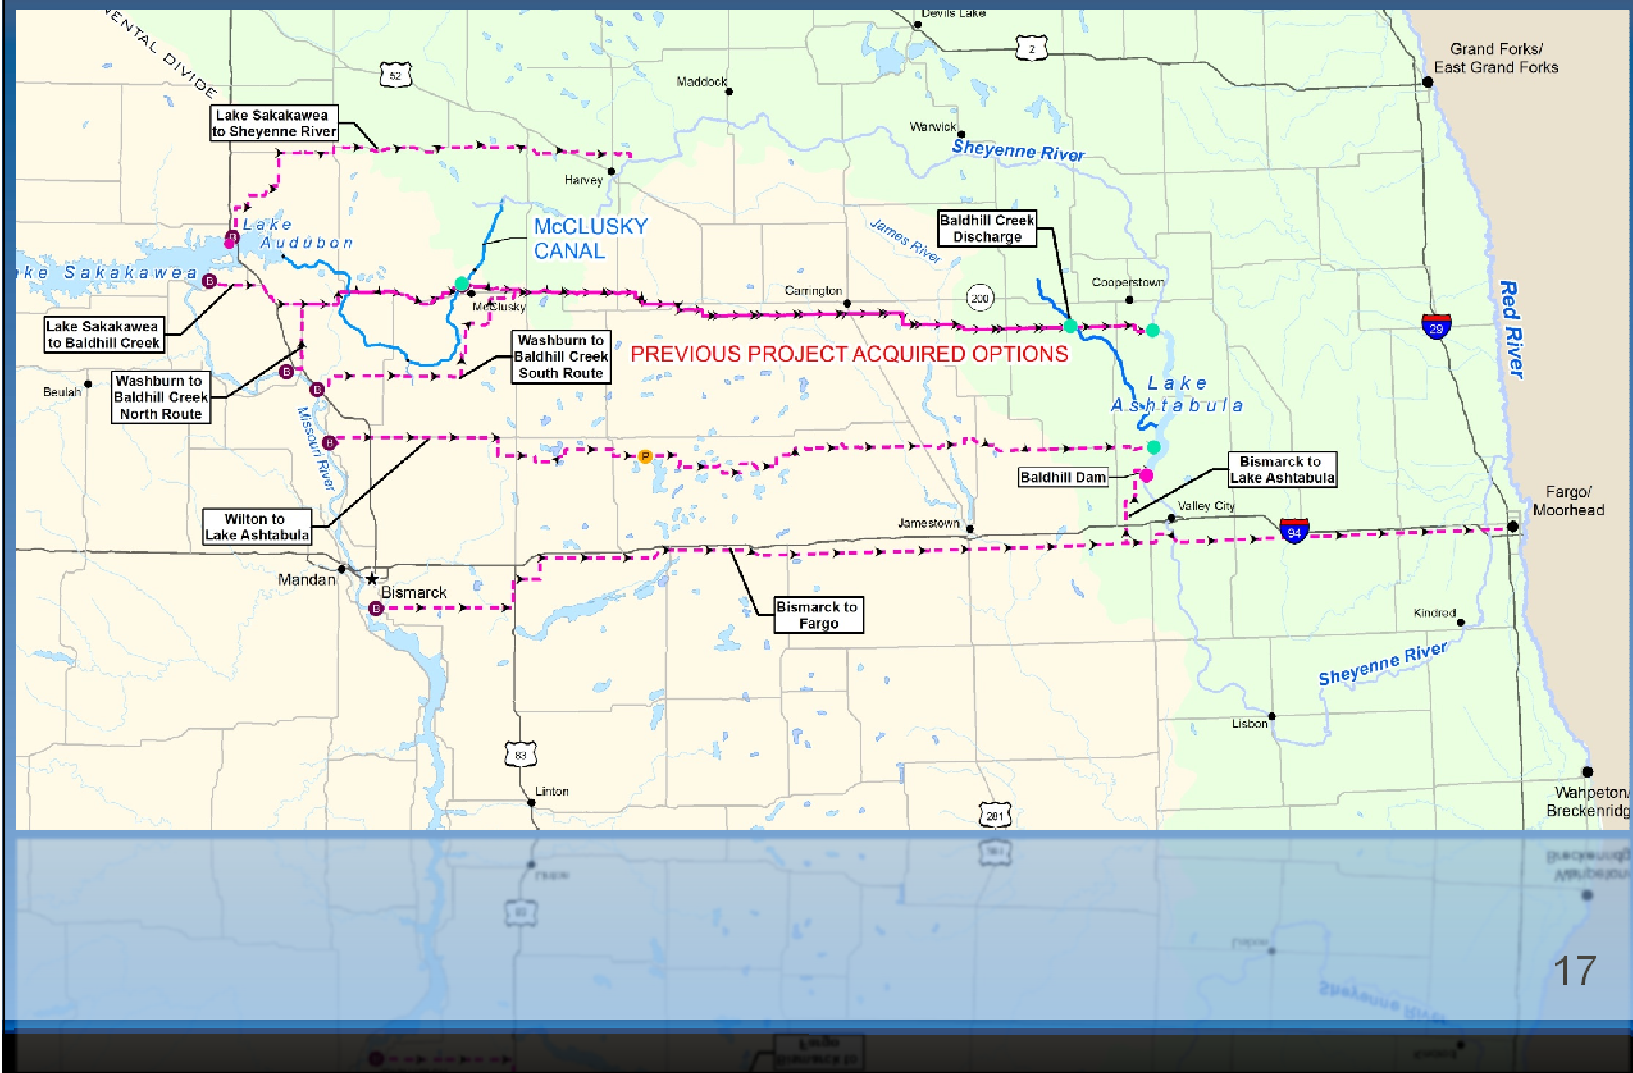 Devils Lake
ENTAL DIVIDE
52
2
Grand Forks/
East Grand Forks
Maddock
Lake Sakakawea
to Sheyenne River
Warwick
Sheyenne River
Harvey
Lake
Audubon
McCLUSKY
CANAL
James River
Baldhill Creek
Discharge
ke Sakakawea
B
B
Carrington
200
Cooperstown
Red River
McClusky
Lake Sakakawea
to Baldhill Creek
29
Washburn to
Baldhill Creek
South Route
PREVIOUS PROJECT ACQUIRED OPTIONS
Beulah
Washburn to
Baldhill Creek
North Route
B
B
Lake
Ashtabula
Missouri River
B
P
Baldhill Dam
Bismarck to
Lake Ashtabula
Wilton to
Lake Ashtabula
Jamestown
Valley City
Fargo/
Moorhead
94
Mandan
Bismarck
B
Bismarck to
Fargo
Kindred
Sheyenne River
Lisbon
83
Linton
281
Wahpeton/
Breckenridg
17